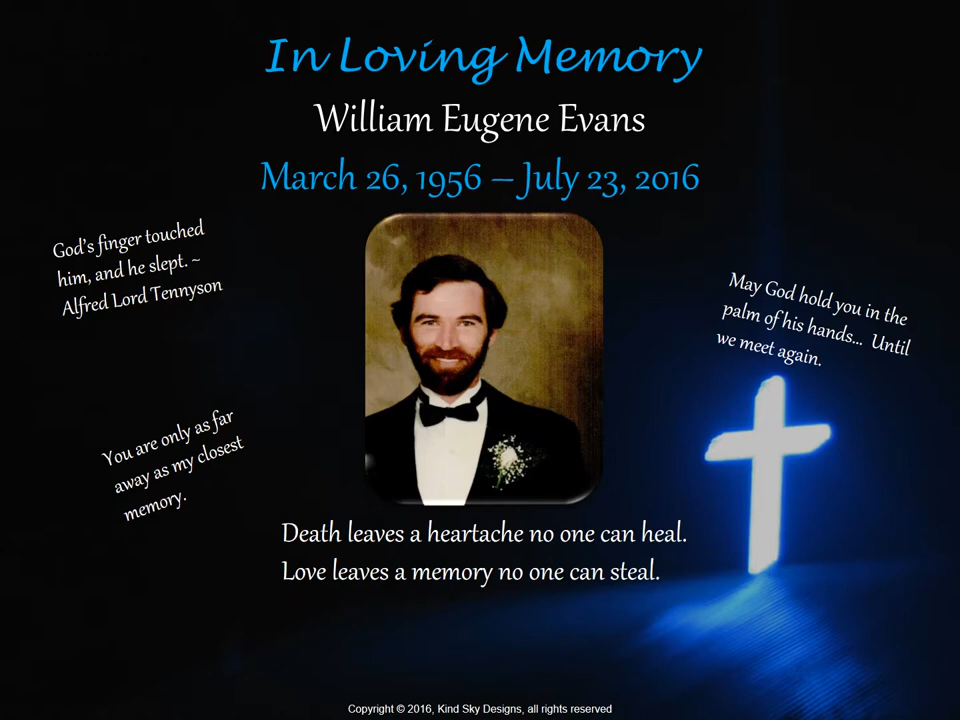 In Loving Memory
William Eugene Evans
March 26, 1956 – July 23, 2016
God's finger touched
him, and he slept. ~
Alfred Lord Tennyson
May God hold you in the
palm of his hands... Until
we meet again.
You are only as far
away as my closest
memory.
Death leaves a heartache no one can heal.
Love leaves a memory no one can steal.
Copyright © 2016, Kind Sky Designs, all rights reserved